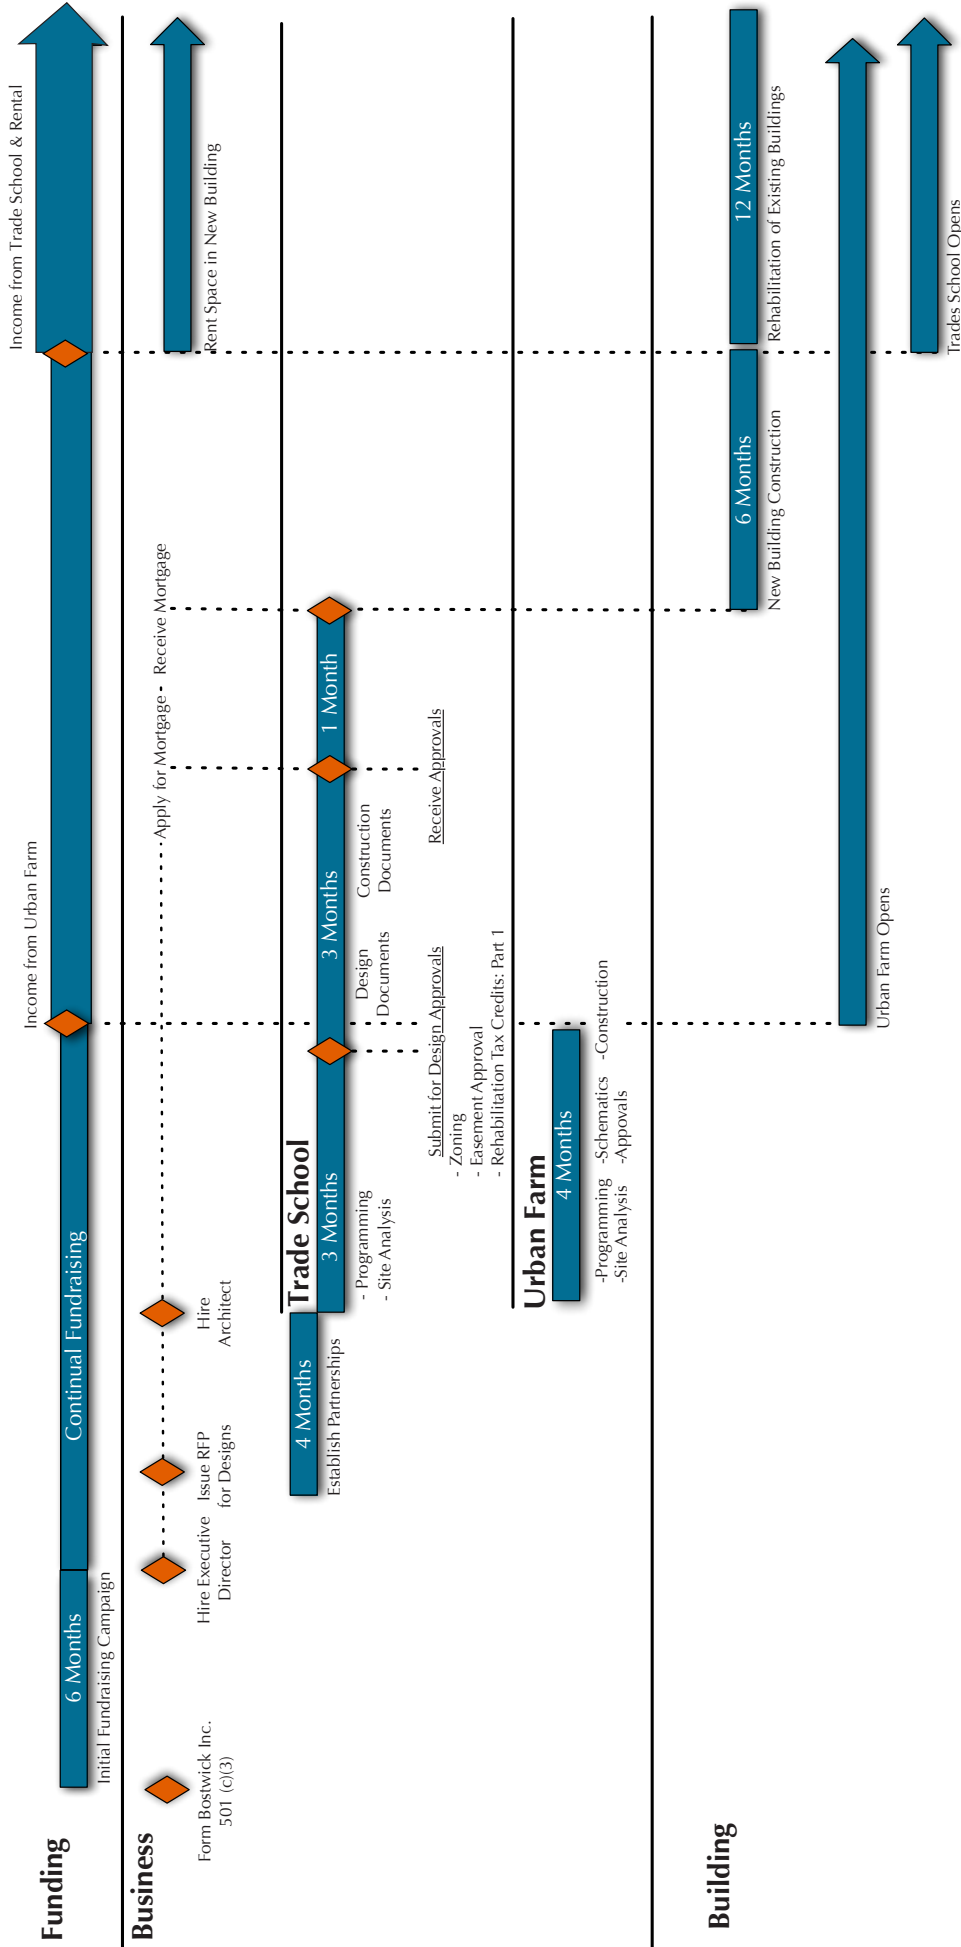 Funding
Income from Urban Farm
Income from Trade School & Rental
6 Months
Continual Fundraising
Initial Fundraising Campaign
Business
Apply for Mortgage
Receive Mortgage
Form Bostwick Inc.
501 (c)(3)
Hire Executive
Director
Issue RFP
for Designs
Hire
Architect
Rent Space in New Building
Trade School
4 Months
Establish Partnerships
3 Months
3 Months
1 Month
- Programming
- Site Analysis
Design
Documents
Construction
Documents
Submit for Design Approvals
- Zoning
- Easement Approval
- Rehabilitation Tax Credits: Part 1
Receive Approvals
Urban Farm
4 Months
-Programming
-Site Analysis
-Schematics
-Appovals
-Construction
Building
6 Months
12 Months
New Building Construction
Rehabilitation of Existing Buildings
Urban Farm Opens
Trades School Opens